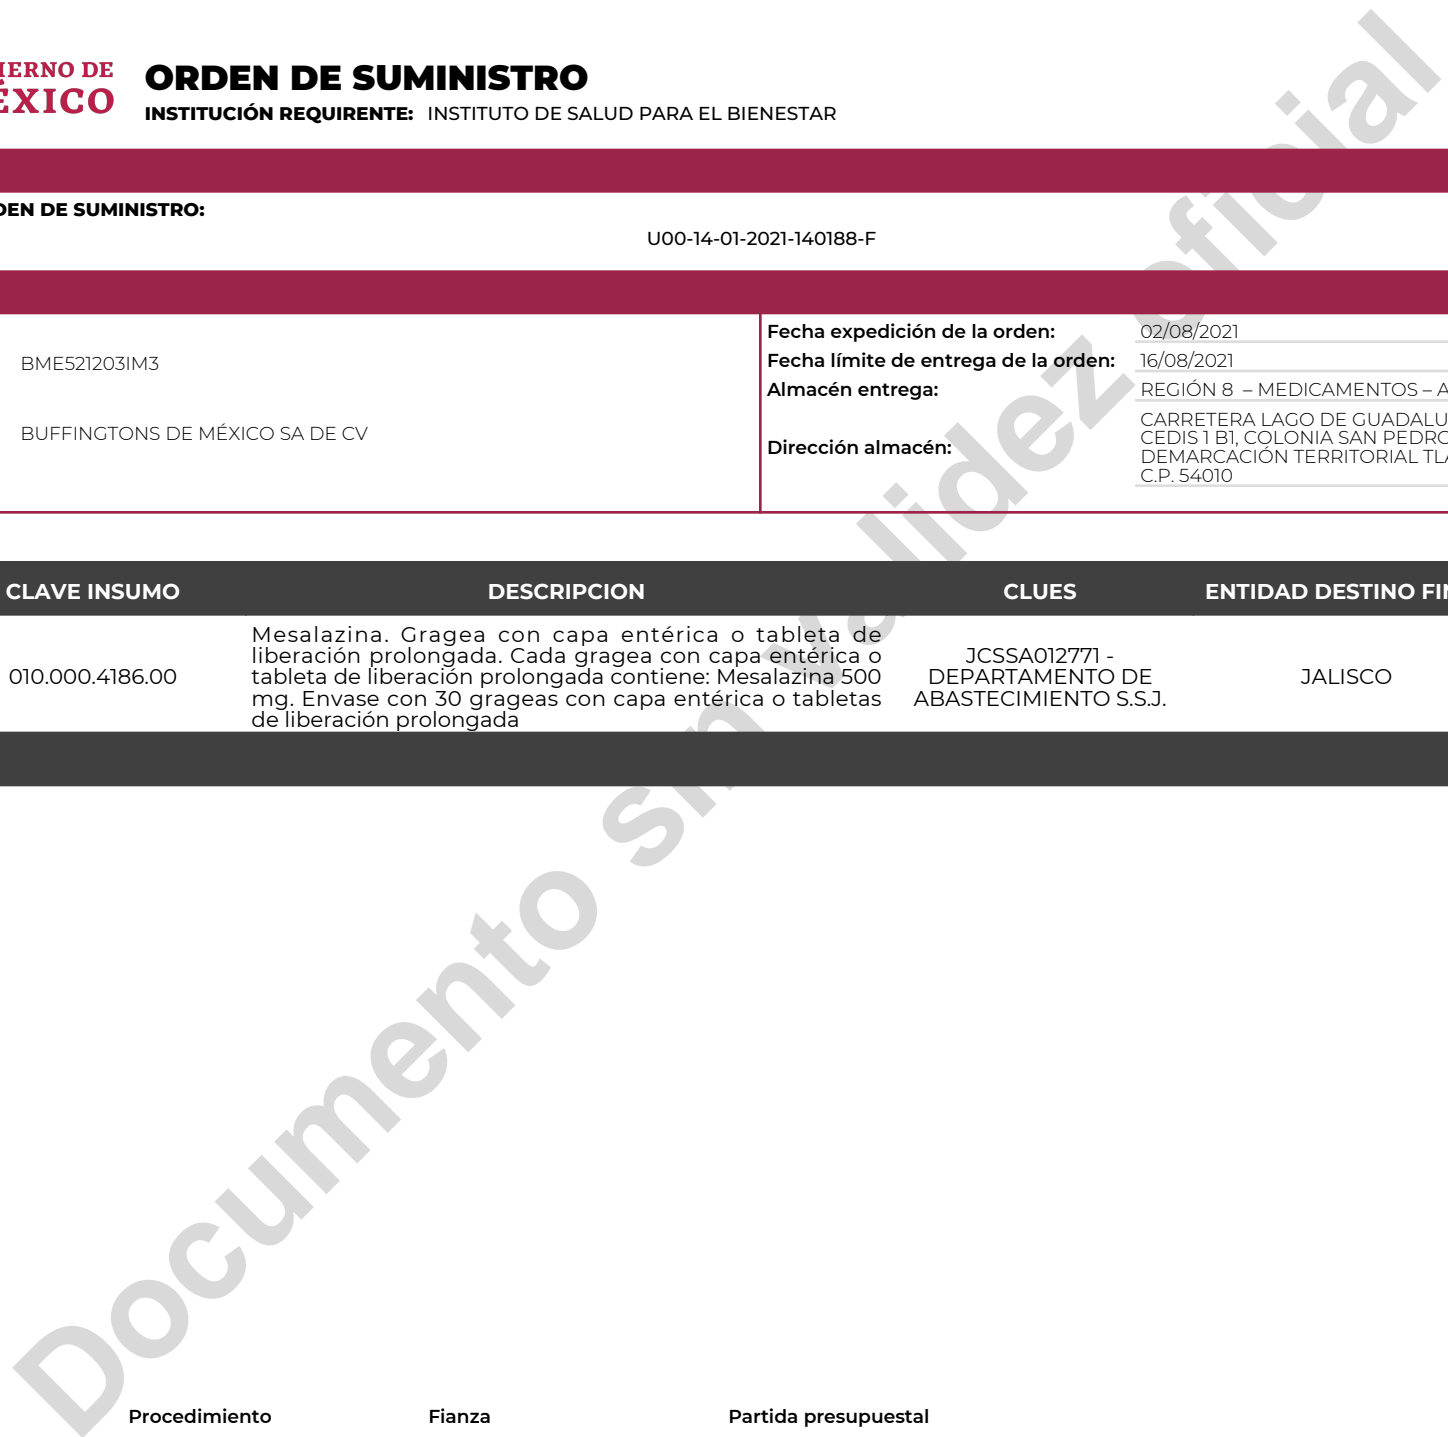 IERNO DE
ÉXICO
ORDEN DE SUMINISTRO
INSTITUCIÓN REQUIRENTE: INSTITUTO DE SALUD PARA EL BIENESTAR
DEN DE SUMINISTRO:
U00-14-01-2021-140188-F
BME521203IM3
BUFFINGTONS DE MÉXICO SA DE CV
Fecha expedición de la orden: 02/08/2021
Fecha límite de entrega de la orden: 16/08/2021
Almacén entrega: REGIÓN 8 – MEDICAMENTOS – A
Dirección almacén:
CARRETERA LAGO DE GUADALU
CEDIS 1 B1, COLONIA SAN PEDRO
DEMARCACIÓN TERRITORIAL TLA
C.P. 54010
CLAVE INSUMO DESCRIPCION CLUES ENTIDAD DESTINO FIN
010.000.4186.00
Mesalazina. Gragea con capa entérica o tableta de
liberación prolongada. Cada gragea con capa entérica o
tableta de liberación prolongada contiene: Mesalazina 500
mg. Envase con 30 grageas con capa entérica o tabletas
de liberación prolongada
JCSSA012771 -
DEPARTAMENTO DE
ABASTECIMIENTO S.S.J.
JALISCO
Documento sin validez oficial
Procedimiento Fianza Partida presupuestal